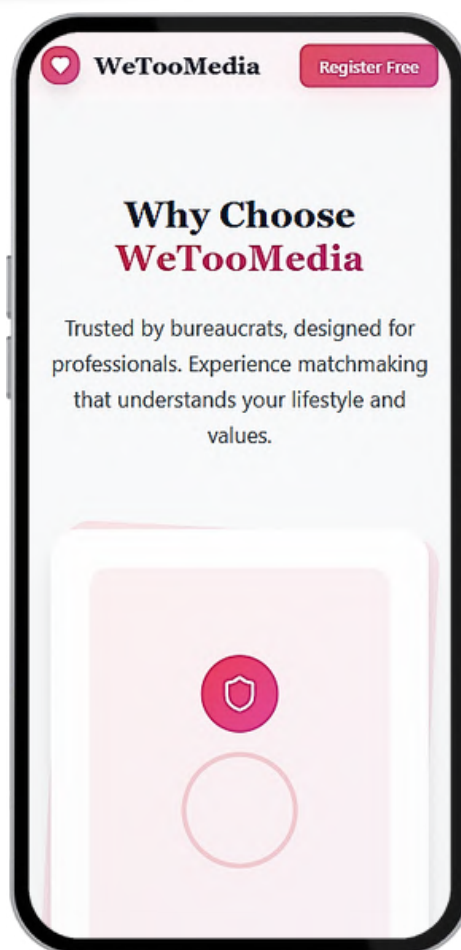 WeTooMedia
Register Free
Why Choose
WeTooMedia
Trusted by bureaucrats, designed for
professionals. Experience matchmaking
that understands your lifestyle and
values.